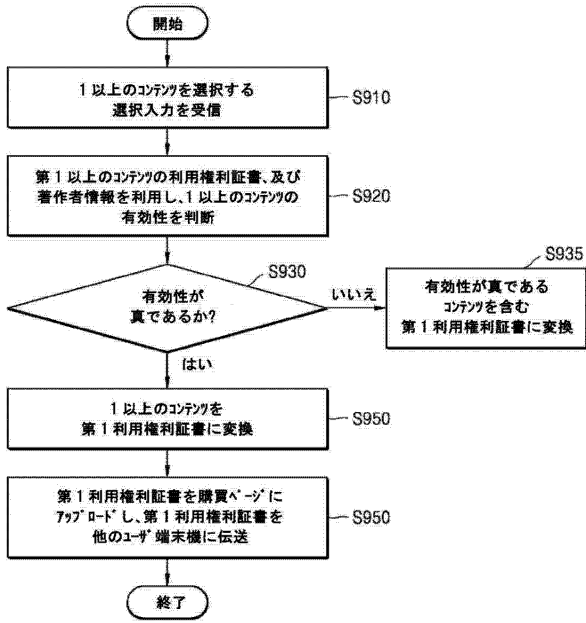 開始
1以上のｺﾝﾃﾝﾂを選択する
選択入力を受信
S910
第1以上のｺﾝﾃﾝﾂの利用権利証書、及び
著作者情報を利用し、1以上のｺﾝﾃﾝﾂの
有効性を判断
S920
有効性が
真であるか?
S930
いいえ
有効性が真である
ｺﾝﾃﾝﾂを含む
第1利用権利証書に変換
S935
はい
1以上のｺﾝﾃﾝﾂを
第1利用権利証書に変換
S950
第1利用権利証書を購買ﾍﾟｰｼﾞに
ｱｯﾌﾟﾛｰﾄﾞし、第1利用権利証書を
他のﾕｰｻﾞ端末機に伝送
S950
終了